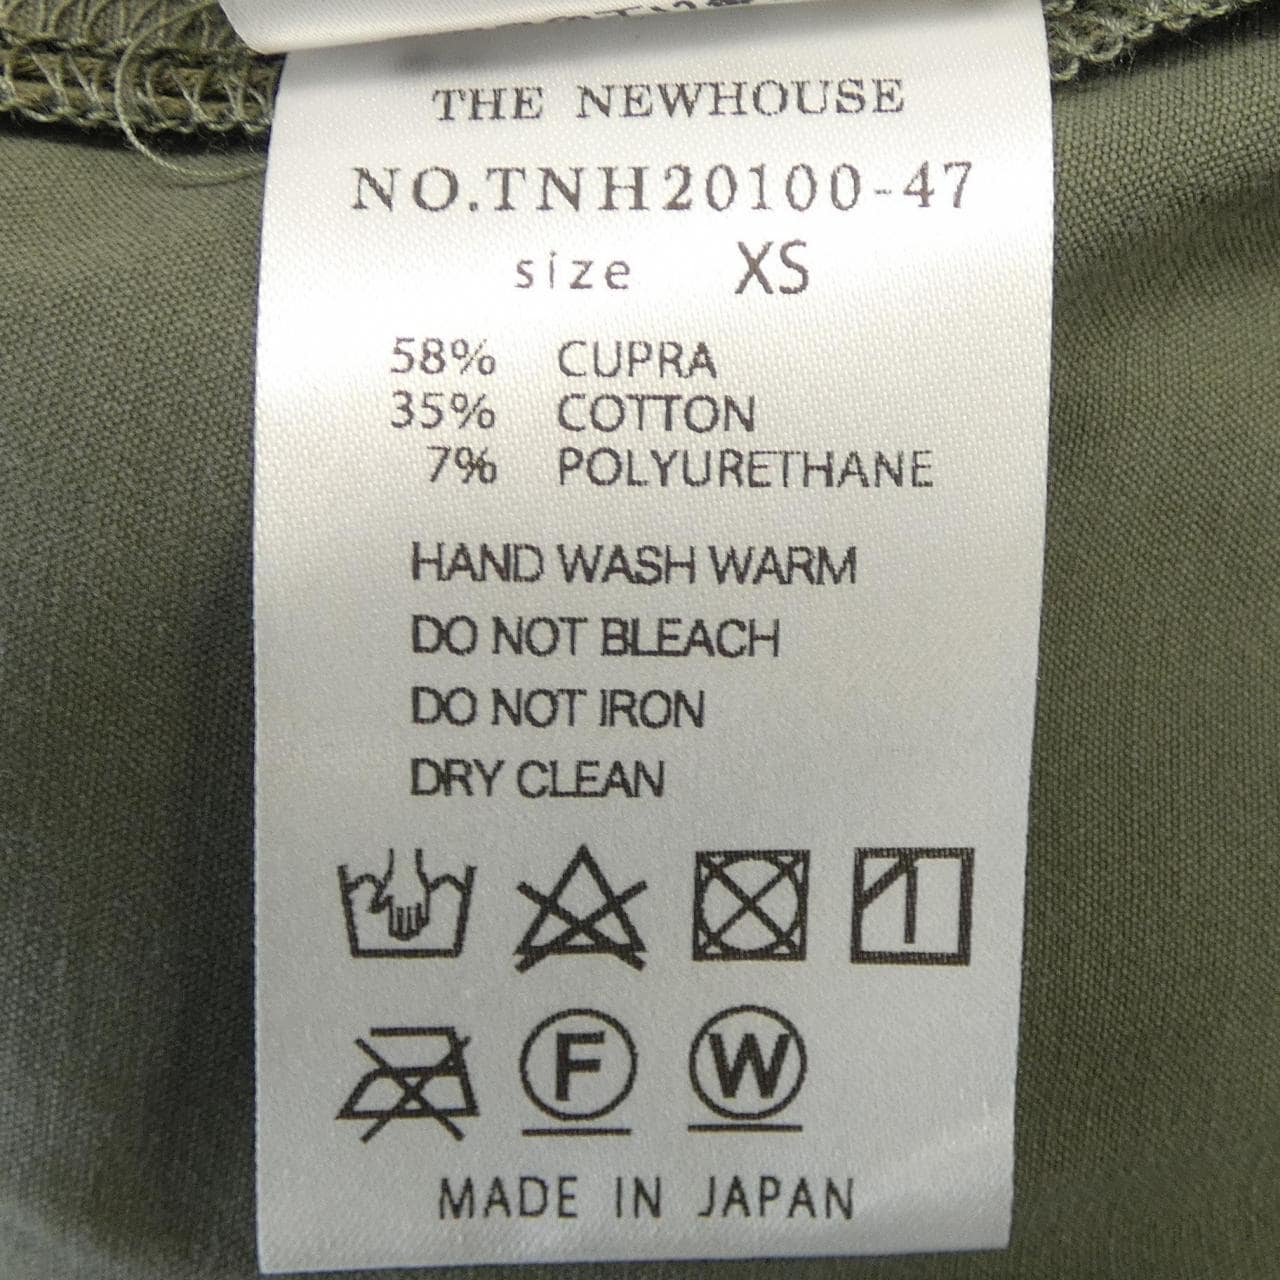 THE NEWHOUSE
NO.TNH20100-47
size XS
58% CUPRA
35% COTTON
7% POLYURETHANE
HAND WASH WARM
DO NOT BLEACH
DO NOT IRON
DRY CLEAN
F W
MADE IN JAPAN